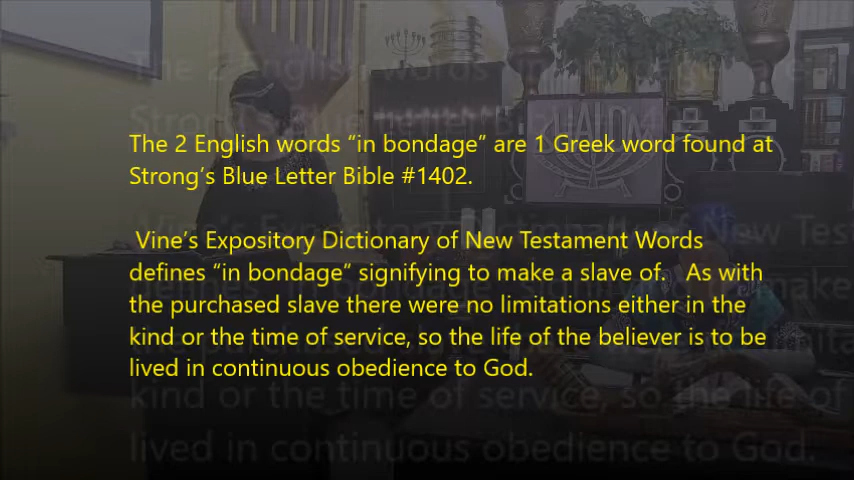 The 2 English words “in bondage” are 1 Greek word found at
Strong’s Blue Letter Bible #1402.
Vine’s Expository Dictionary of New Testament Words
defines “in bondage” signifying to make a slave of.   As with
the purchased slave there were no limitations either in the
kind or the time of service, so the life of the believer is to be
lived in continuous obedience to God.
SHALOM